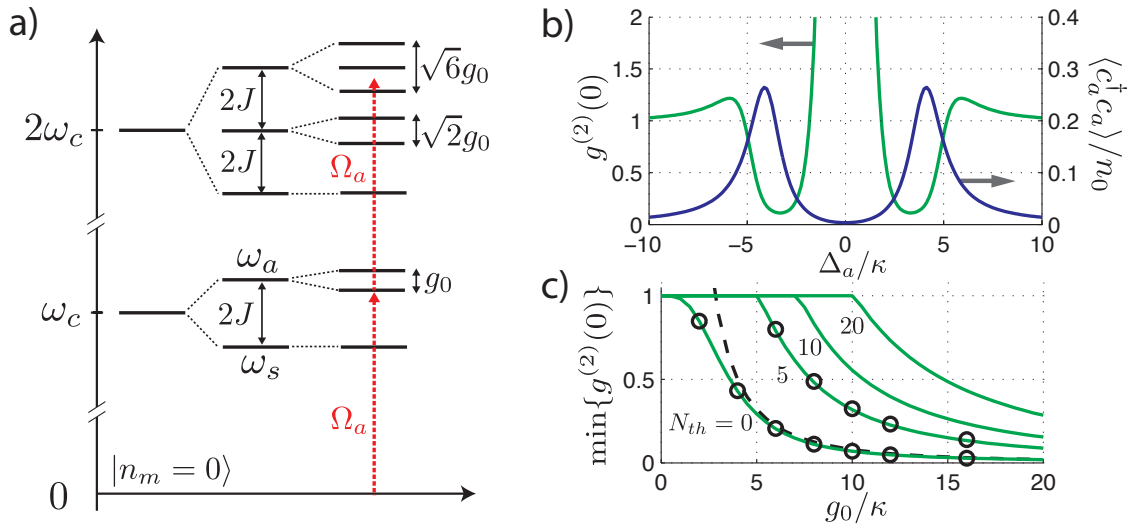 a)
2ω_c
2J
2J
√6g_0
√2g_0
Ω_a
ω_a
ω_c
2J
g_0
ω_s
Ω_a
|n_m = 0⟩
0
b)
g^(2)(0)
2
1.5
1
0.5
0
0.4
0.3
0.2
0.1
0
⟨c_a^† c_a⟩/n_0
−10
−5
0
5
10
Δ_a/κ
c)
min{g^(2)(0)}
1
0.5
0
20
10
5
N_th = 0
0
5
10
15
20
g_0/κ